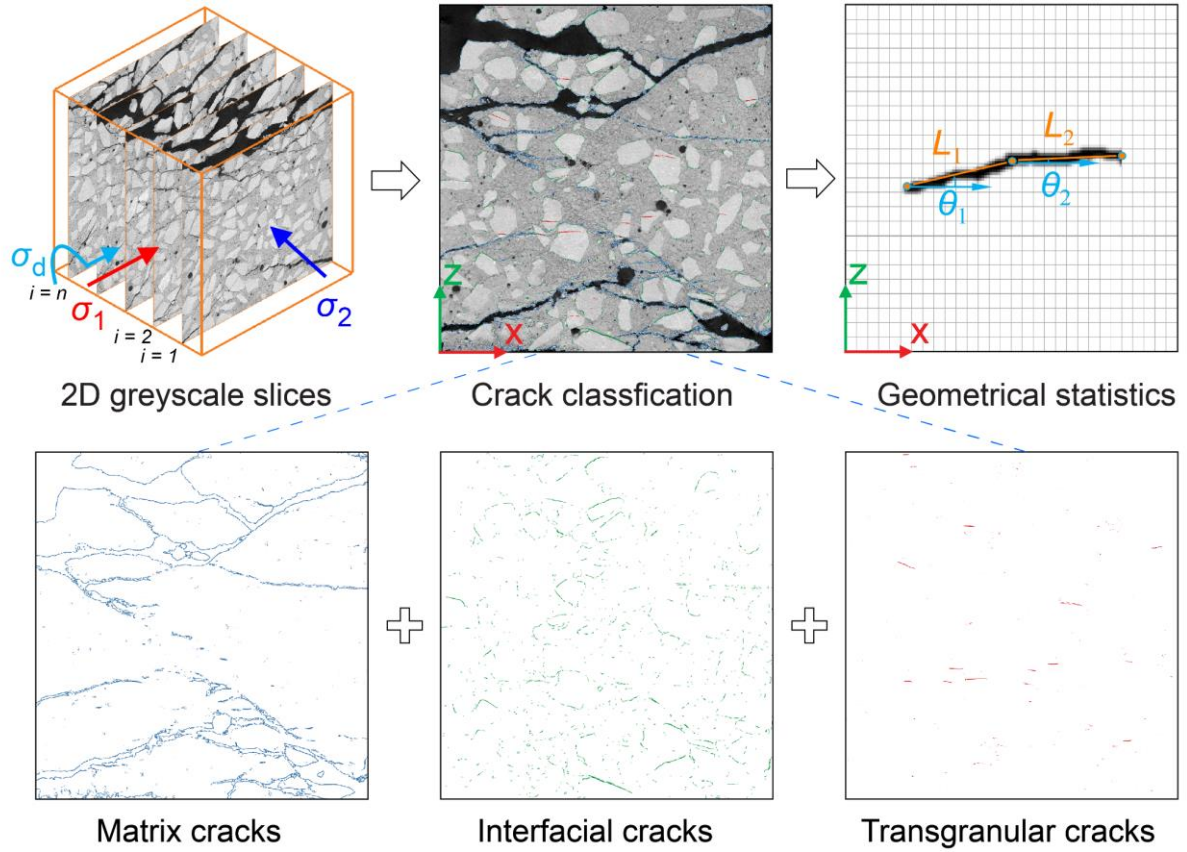 σd
i = n
σ1
i = 2
i = 1
σ2
Z
X
L1
L2
θ1
θ2
Z
X
2D greyscale slices
Crack classfication
Geometrical statistics
Matrix cracks
Interfacial cracks
Transgranular cracks